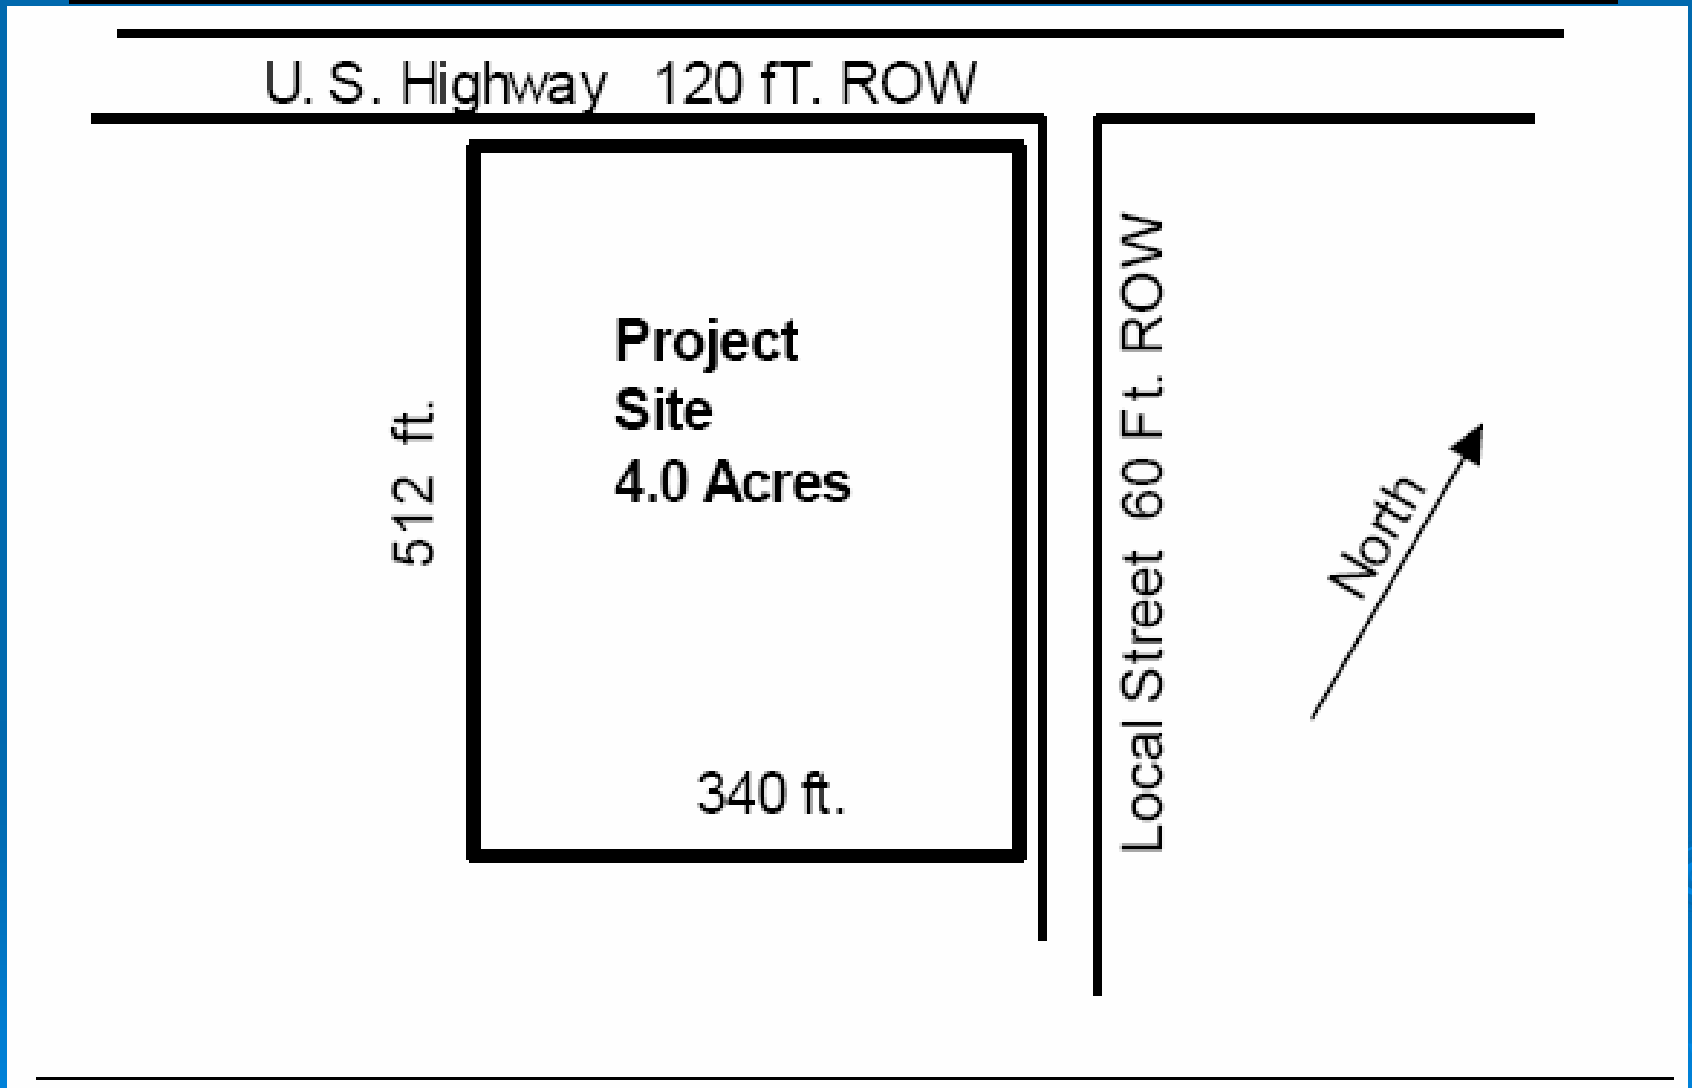 U. S. Highway 120 fT. ROW
Project
Site
4.0 Acres
512 ft.
340 ft.
Local Street 60 Ft. ROW
North